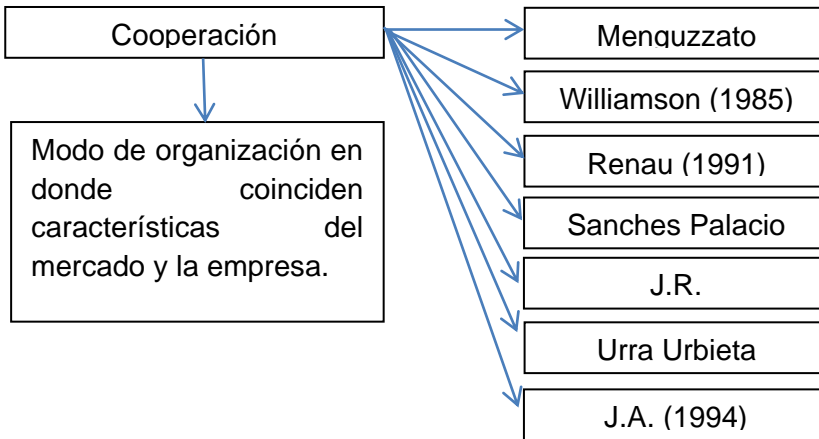 Cooperación
Modo de organización en
donde coinciden
características del
mercado y la empresa.
Menguzzato
Williamson (1985)
Renau (1991)
Sanches Palacio
J.R.
Urra Urbieta
J.A. (1994)